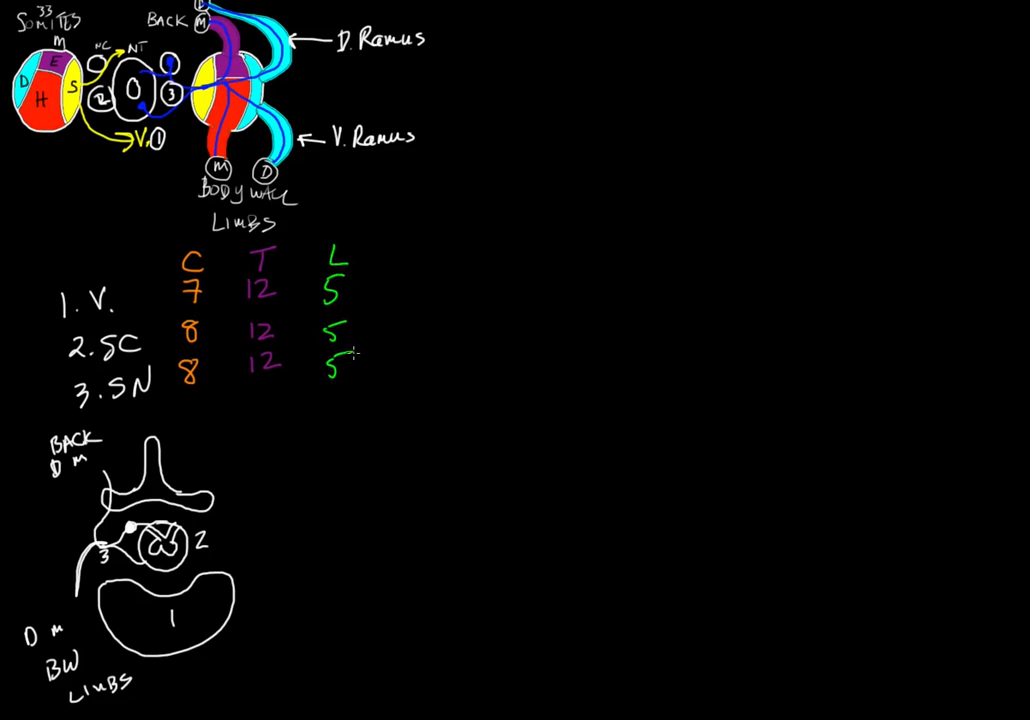 33
SOMITES
M
E
D
H
S
NC
NT
2
3
V. 1
BACK
M
D. Ramus
V. Ramus
M
D
BODY WALL
LIMBS
C T L
7 12 5
1. V.
8 12 5
2. SC
8 12 5
3. SN
BACK
D M
2
3
1
D M
BW
LIMBS